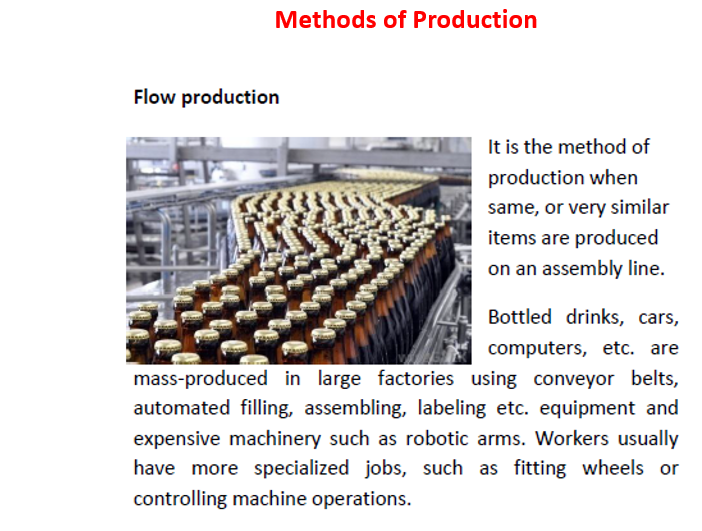 Methods of Production
Flow production
It is the method of
production when
same, or very similar
items are produced
on an assembly line.
Bottled drinks, cars,
computers, etc. are
mass-produced in large factories using conveyor belts,
automated filling, assembling, labeling etc. equipment and
expensive machinery such as robotic arms. Workers usually
have more specialized jobs, such as fitting wheels or
controlling machine operations.